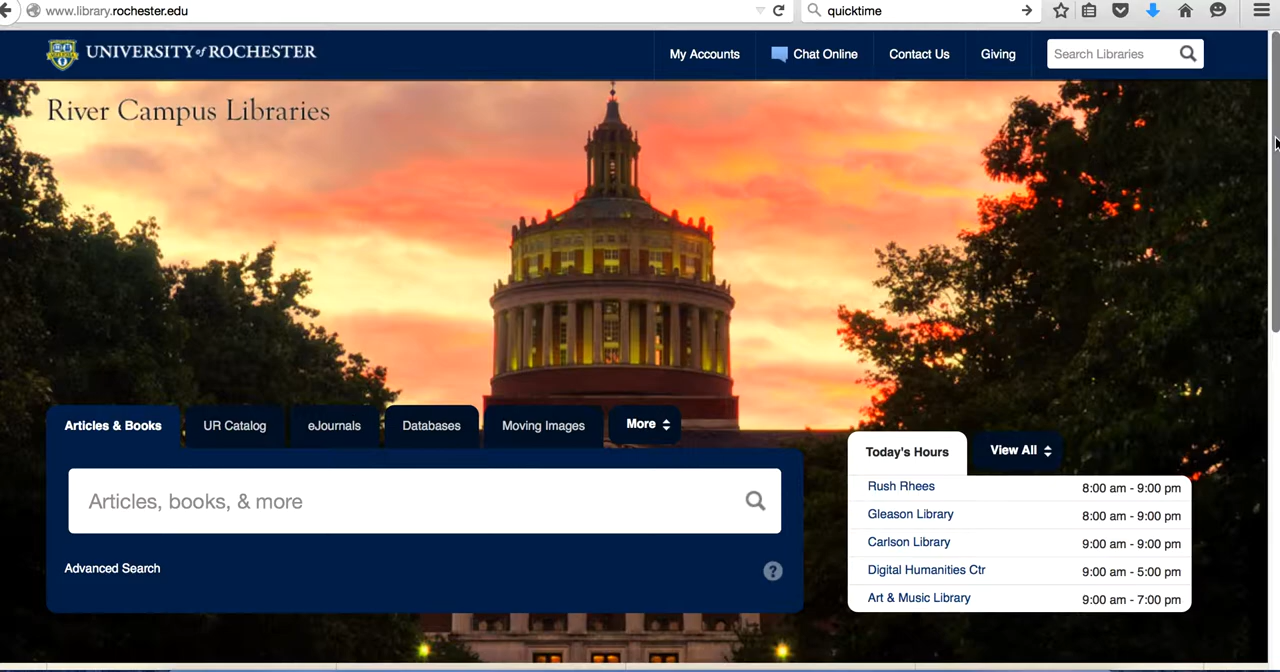 www.library.rochester.edu
quicktime
UNIVERSITY of ROCHESTER
My Accounts
Chat Online
Contact Us
Giving
Search Libraries
River Campus Libraries
Articles & Books
UR Catalog
eJournals
Databases
Moving Images
More
Articles, books, & more
Advanced Search
?
Today's Hours
View All
Rush Rhees 8:00 am - 9:00 pm
Gleason Library 8:00 am - 9:00 pm
Carlson Library 9:00 am - 9:00 pm
Digital Humanities Ctr 9:00 am - 5:00 pm
Art & Music Library 9:00 am - 7:00 pm